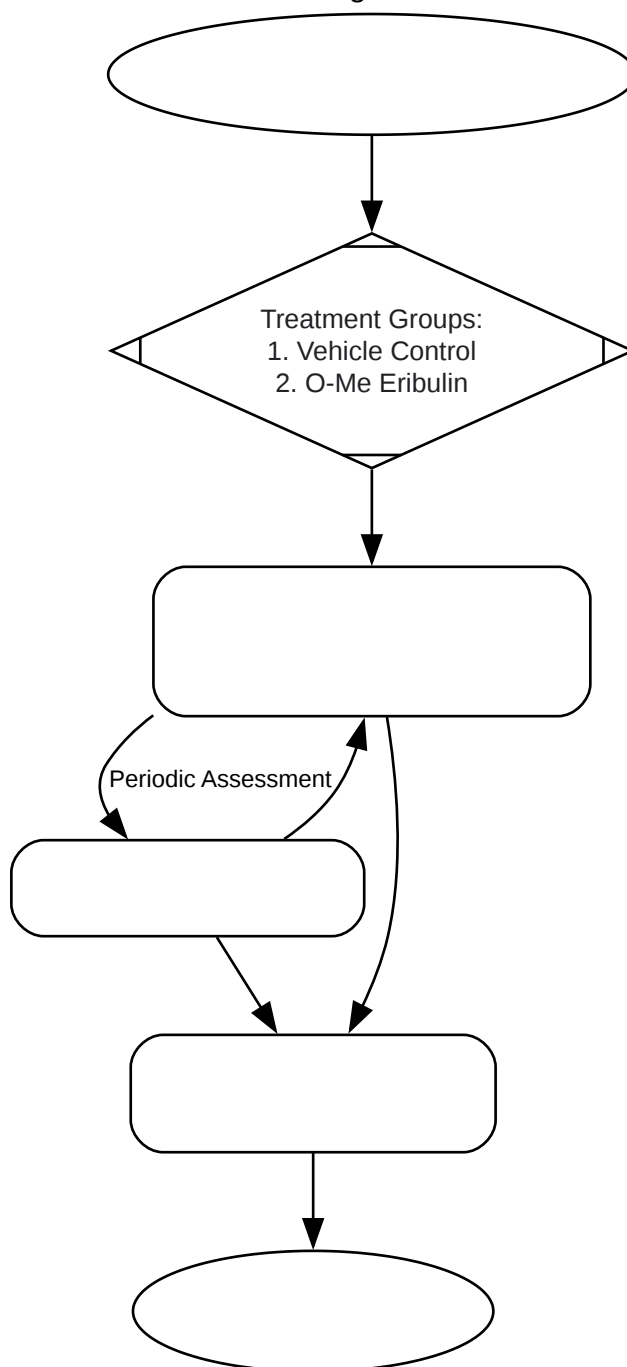 Treatment Groups:
1. Vehicle Control
2. O-Me Eribulin
Periodic Assessment